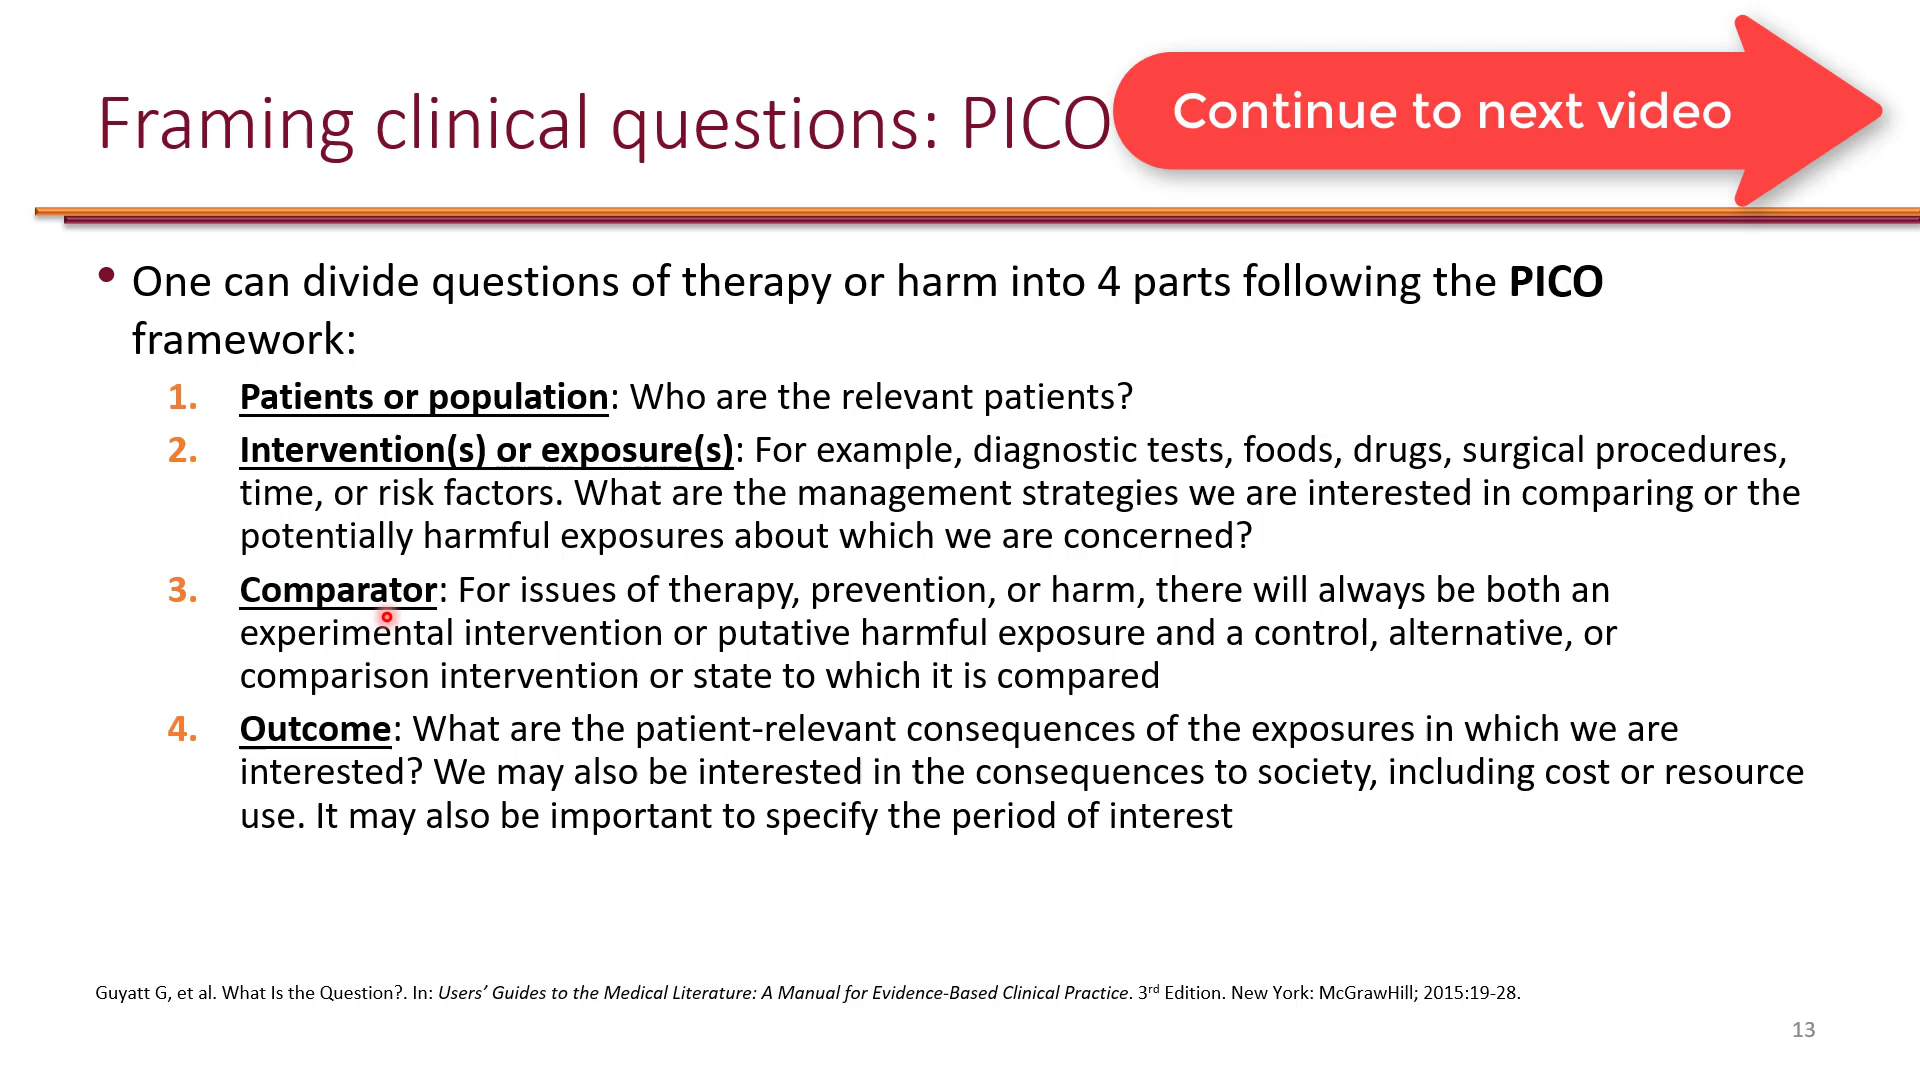 Framing clinical questions: PICO
Continue to next video
• One can divide questions of therapy or harm into 4 parts following the PICO
framework:
1. Patients or population: Who are the relevant patients?
2. Intervention(s) or exposure(s): For example, diagnostic tests, foods, drugs, surgical procedures,
time, or risk factors. What are the management strategies we are interested in comparing or the
potentially harmful exposures about which we are concerned?
3. Comparator: For issues of therapy, prevention, or harm, there will always be both an
experimental intervention or putative harmful exposure and a control, alternative, or
comparison intervention or state to which it is compared
4. Outcome: What are the patient-relevant consequences of the exposures in which we are
interested? We may also be interested in the consequences to society, including cost or resource
use. It may also be important to specify the period of interest
Guyatt G, et al. What Is the Question?. In: Users’ Guides to the Medical Literature: A Manual for Evidence-Based Clinical Practice. 3rd Edition. New York: McGrawHill; 2015:19-28.
13